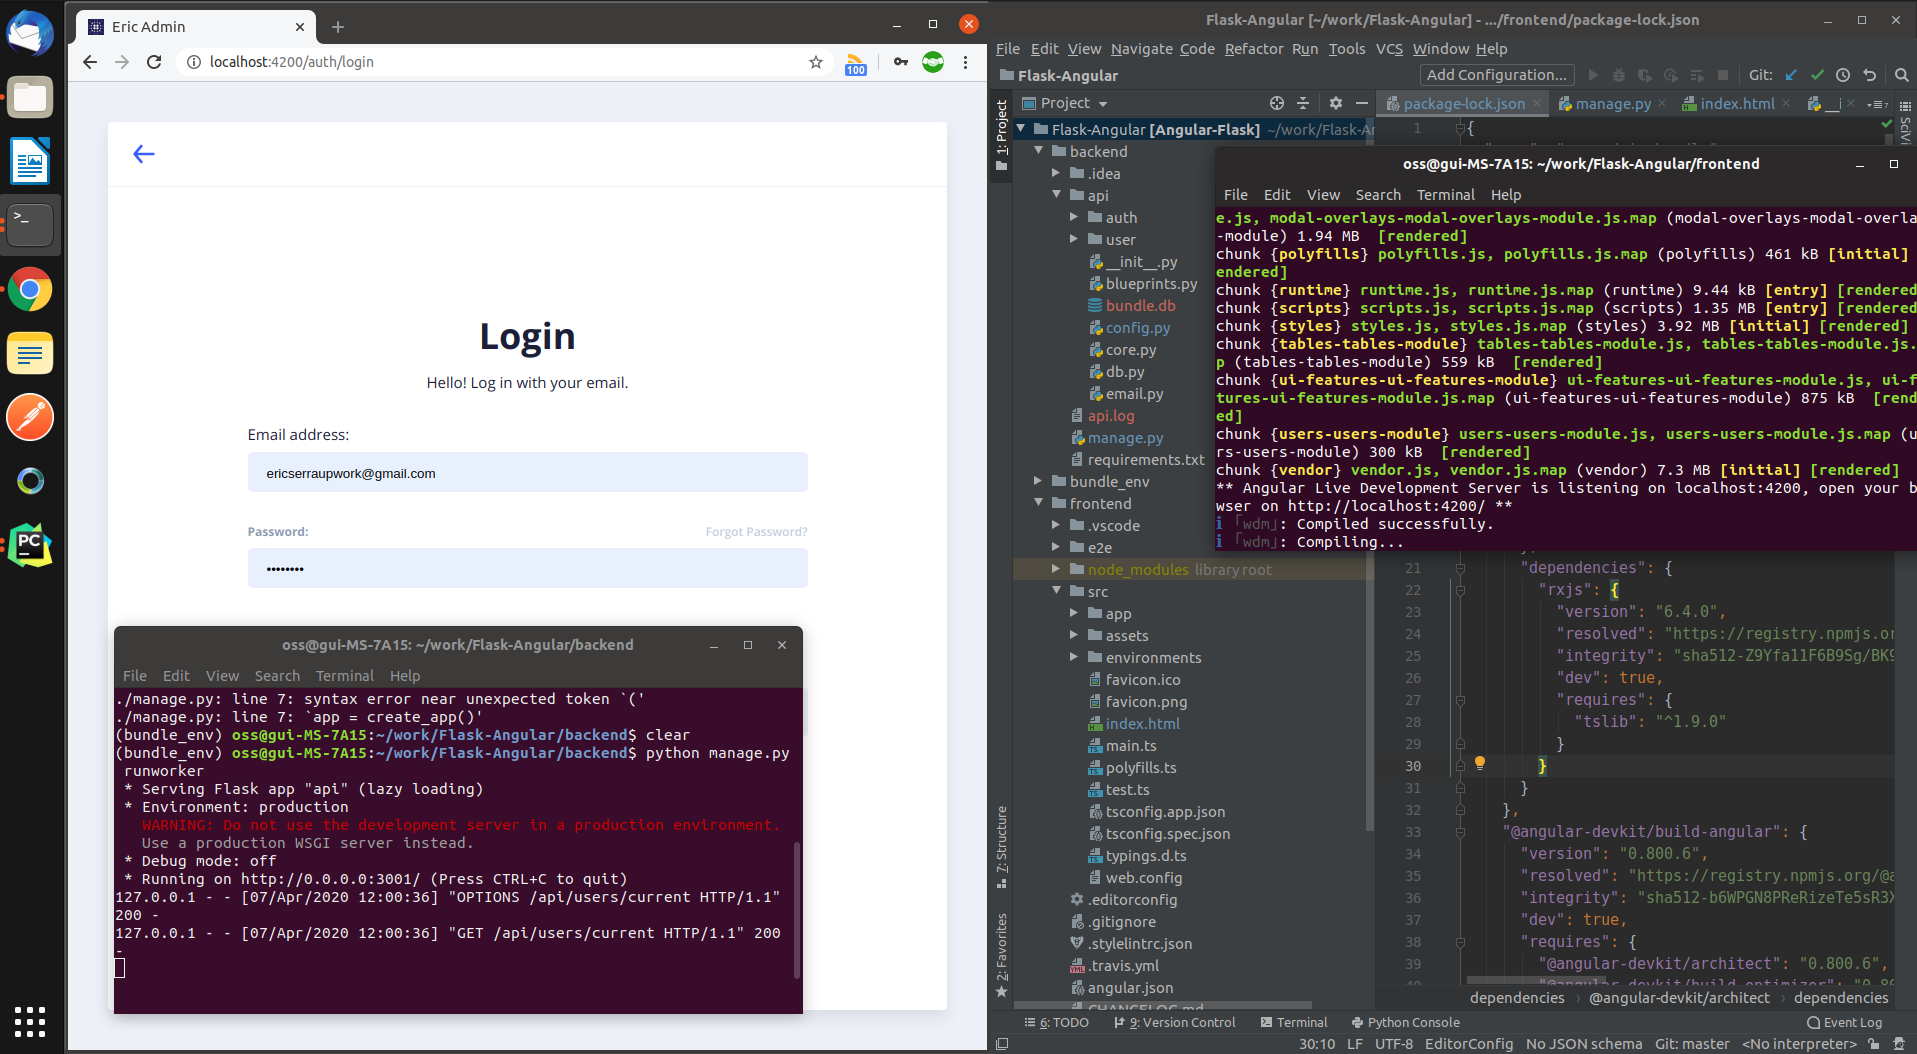 Eric Admin
localhost:4200/auth/login
100
Login
Hello! Log in with your email.
Email address:
ericserraupwork@gmail.com
Password:
Forgot Password?
••••••••
oss@gui-MS-7A15: ~/work/Flask-Angular/backend
File Edit View Search Terminal Help
./manage.py: line 7: syntax error near unexpected token `('
./manage.py: line 7: `app = create_app()'
(bundle_env) oss@gui-MS-7A15:~/work/Flask-Angular/backend$ clear
(bundle_env) oss@gui-MS-7A15:~/work/Flask-Angular/backend$ python manage.py
runworker
* Serving Flask app "api" (lazy loading)
* Environment: production
WARNING: Do not use the development server in a production environment.
Use a production WSGI server instead.
* Debug mode: off
* Running on http://0.0.0.0:3001/ (Press CTRL+C to quit)
127.0.0.1 - - [07/Apr/2020 12:00:36] "OPTIONS /api/users/current HTTP/1.1"
200 -
127.0.0.1 - - [07/Apr/2020 12:00:36] "GET /api/users/current HTTP/1.1" 200
-
Flask-Angular [~/work/Flask-Angular] - .../frontend/package-lock.json
File Edit View Navigate Code Refactor Run Tools VCS Window Help
Flask-Angular
Add Configuration...
Git:
Project
package-lock.json
manage.py
index.html
__i
1: Project
7: Structure
2: Favorites
SciVi
Flask-Angular [Angular-Flask] ~/work/Flask-Ar
backend
.idea
api
auth
user
__init__.py
blueprints.py
bundle.db
config.py
core.py
db.py
email.py
api.log
manage.py
requirements.txt
bundle_env
frontend
.vscode
e2e
node_modules library root
src
app
assets
environments
favicon.ico
favicon.png
index.html
main.ts
polyfills.ts
test.ts
tsconfig.app.json
tsconfig.spec.json
typings.d.ts
web.config
.editorconfig
.gitignore
.stylelintrc.json
.travis.yml
angular.json
CHANGELOG.md
1 {
oss@gui-MS-7A15: ~/work/Flask-Angular/frontend
File Edit View Search Terminal Help
e.js, modal-overlays-modal-overlays-module.js.map (modal-overlays-modal-overla
-module) 1.94 MB [rendered]
chunk {polyfills} polyfills.js, polyfills.js.map (polyfills) 461 kB [initial]
endered]
chunk {runtime} runtime.js, runtime.js.map (runtime) 9.44 kB [entry] [rendered
chunk {scripts} scripts.js, scripts.js.map (scripts) 1.35 MB [entry] [rendered
chunk {styles} styles.js, styles.js.map (styles) 3.92 MB [initial] [rendered]
chunk {tables-tables-module} tables-tables-module.js, tables-tables-module.js.
p (tables-tables-module) 559 kB [rendered]
chunk {ui-features-ui-features-module} ui-features-ui-features-module.js, ui-f
tures-ui-features-module.js.map (ui-features-ui-features-module) 875 kB [rend
ed]
chunk {users-users-module} users-users-module.js, users-users-module.js.map (u
rs-users-module) 300 kB [rendered]
chunk {vendor} vendor.js, vendor.js.map (vendor) 7.3 MB [initial] [rendered]
** Angular Live Development Server is listening on localhost:4200, open your b
wser on http://localhost:4200/ **
ℹ 「wdm」: Compiled successfully.
ℹ 「wdm」: Compiling...
21 "dependencies": {
22 "rxjs": {
23 "version": "6.4.0",
24 "resolved": "https://registry.npmjs.or
25 "integrity": "sha512-Z9Yfa11F6B9Sg/BK9
26 "dev": true,
27 "requires": {
28 "tslib": "^1.9.0"
29 }
30 }
31 }
32 },
33 "@angular-devkit/build-angular": {
34 "version": "0.800.6",
35 "resolved": "https://registry.npmjs.org/@a
36 "integrity": "sha512-b6WPGN8PReRizeTe5sR3X
37 "dev": true,
38 "requires": {
39 "@angular-devkit/architect": "0.800.6",
dependencies › @angular-devkit/architect › dependencies
6: TODO 9: Version Control Terminal Python Console Event Log
30:10 LF UTF-8 EditorConfig No JSON schema Git: master <No interpreter>